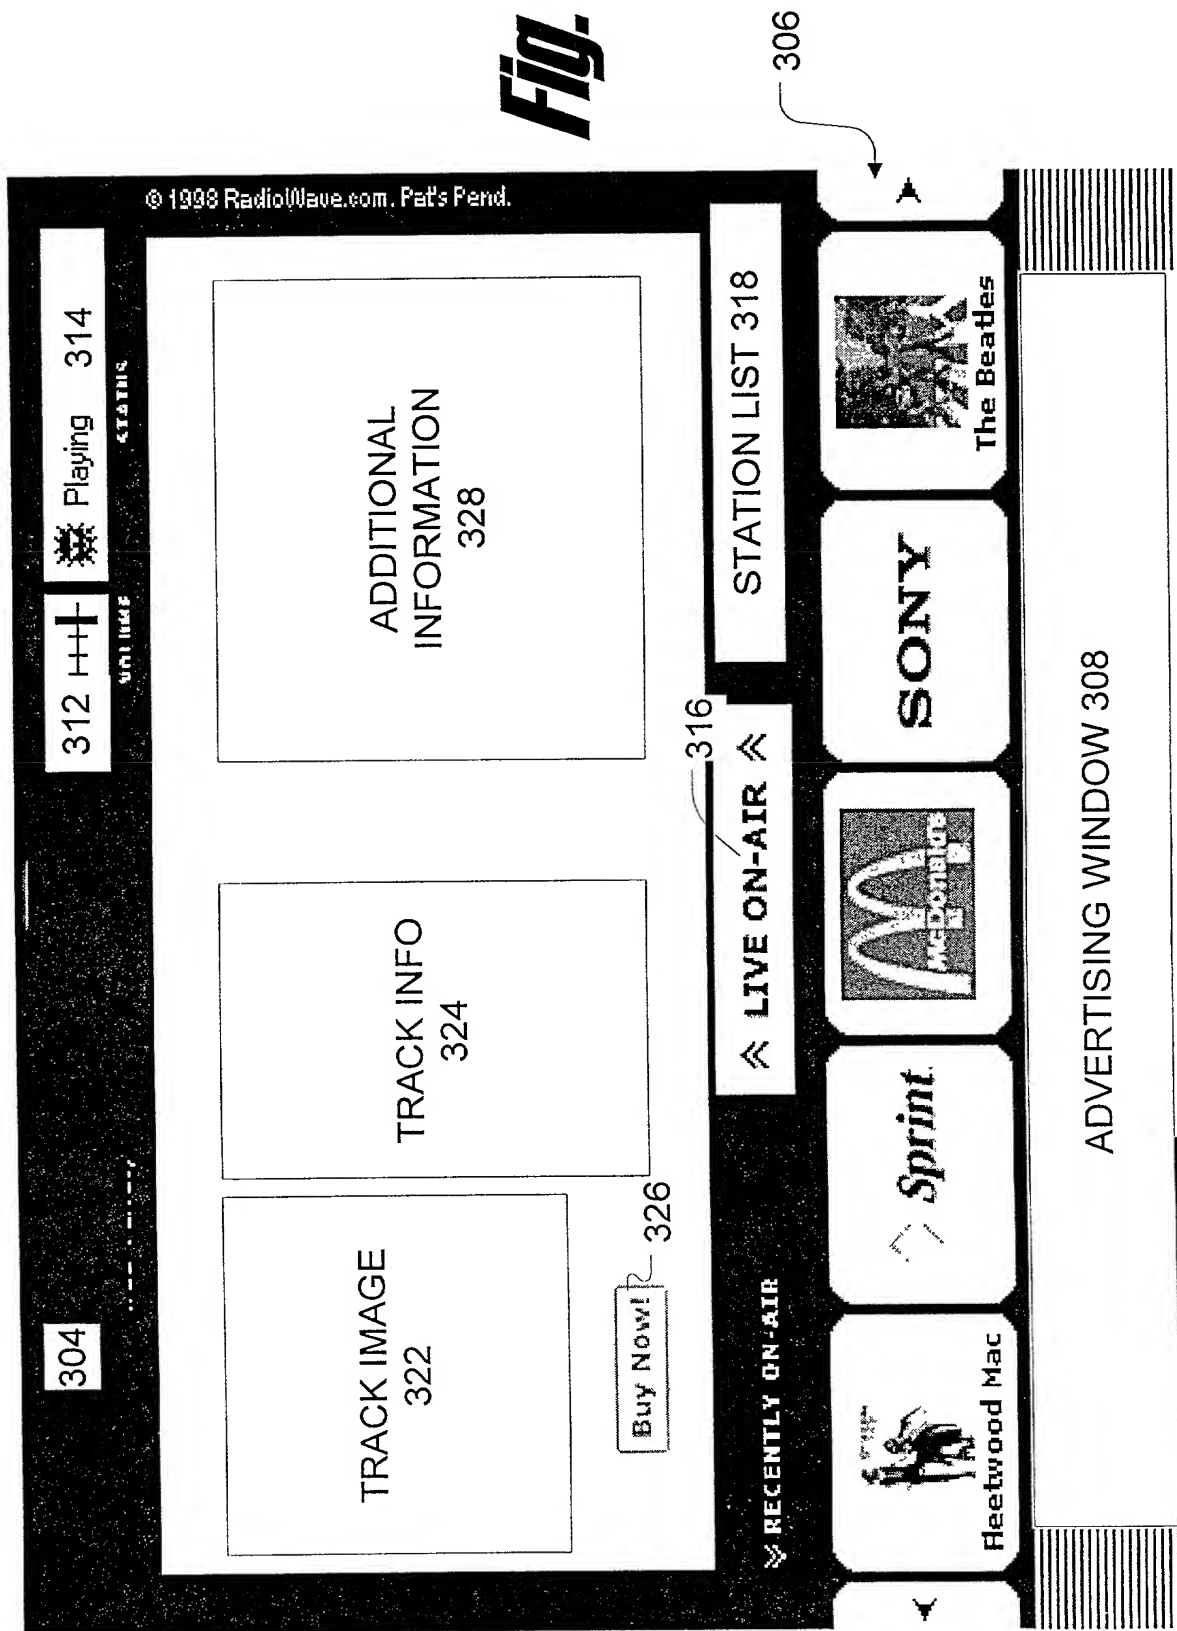 304
312
Playing 314
VOLUME
STATUS
© 1998 RadioWave.com. Pat's Pend.
TRACK IMAGE
322
TRACK INFO
324
ADDITIONAL
INFORMATION
328
Buy Now!
326
316
RECENTLY ON-AIR
LIVE ON-AIR
STATION LIST 318
Fleetwood Mac
Sprint
McDonald's
SONY
The Beatles
306
ADVERTISING WINDOW 308
Fig.